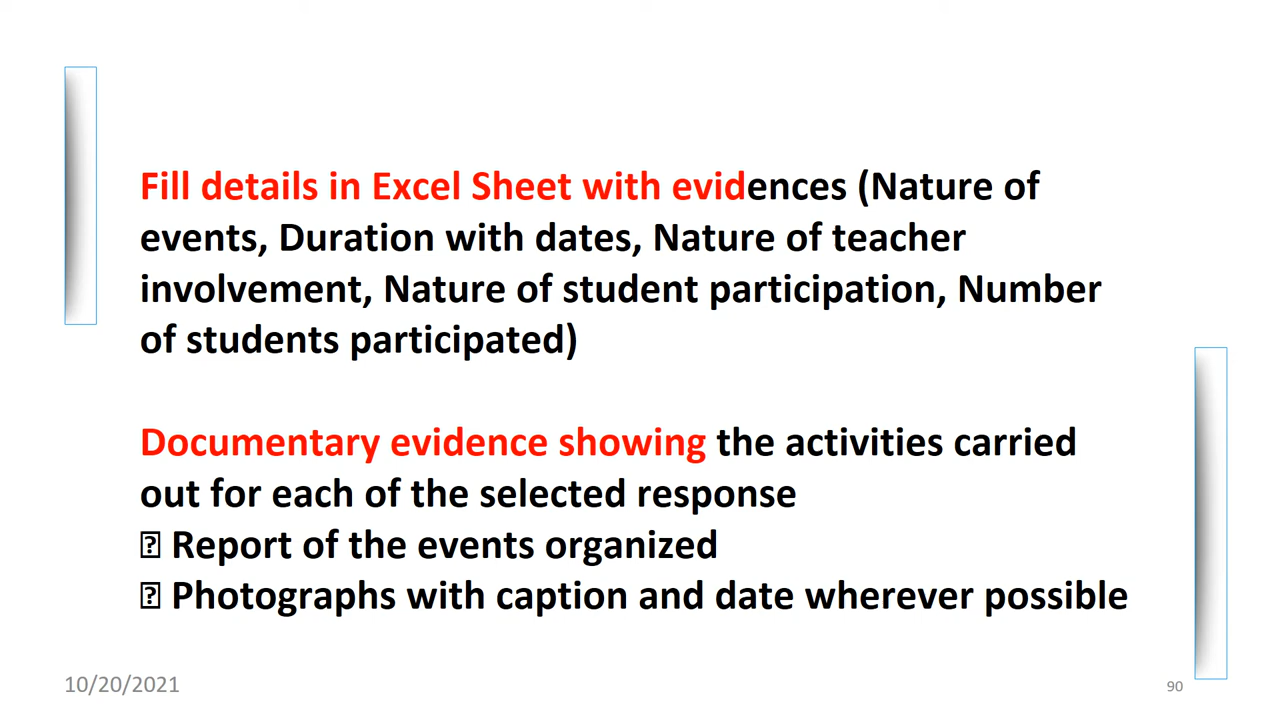 Fill details in Excel Sheet with evidences (Nature of
events, Duration with dates, Nature of teacher
involvement, Nature of student participation, Number
of students participated)
Documentary evidence showing the activities carried
out for each of the selected response
⍰ Report of the events organized
⍰ Photographs with caption and date wherever possible
10/20/2021
90